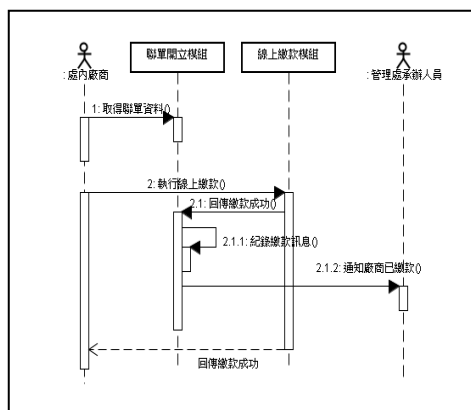 聯單開立模組
線上繳款模組
: 處內廠商
: 管理處承辦人員
1: 取得聯單資料()
2: 執行線上繳款()
2.1: 回傳繳款成功()
2.1.1: 紀錄繳款訊息()
2.1.2: 通知廠商已繳款()
回傳繳款成功